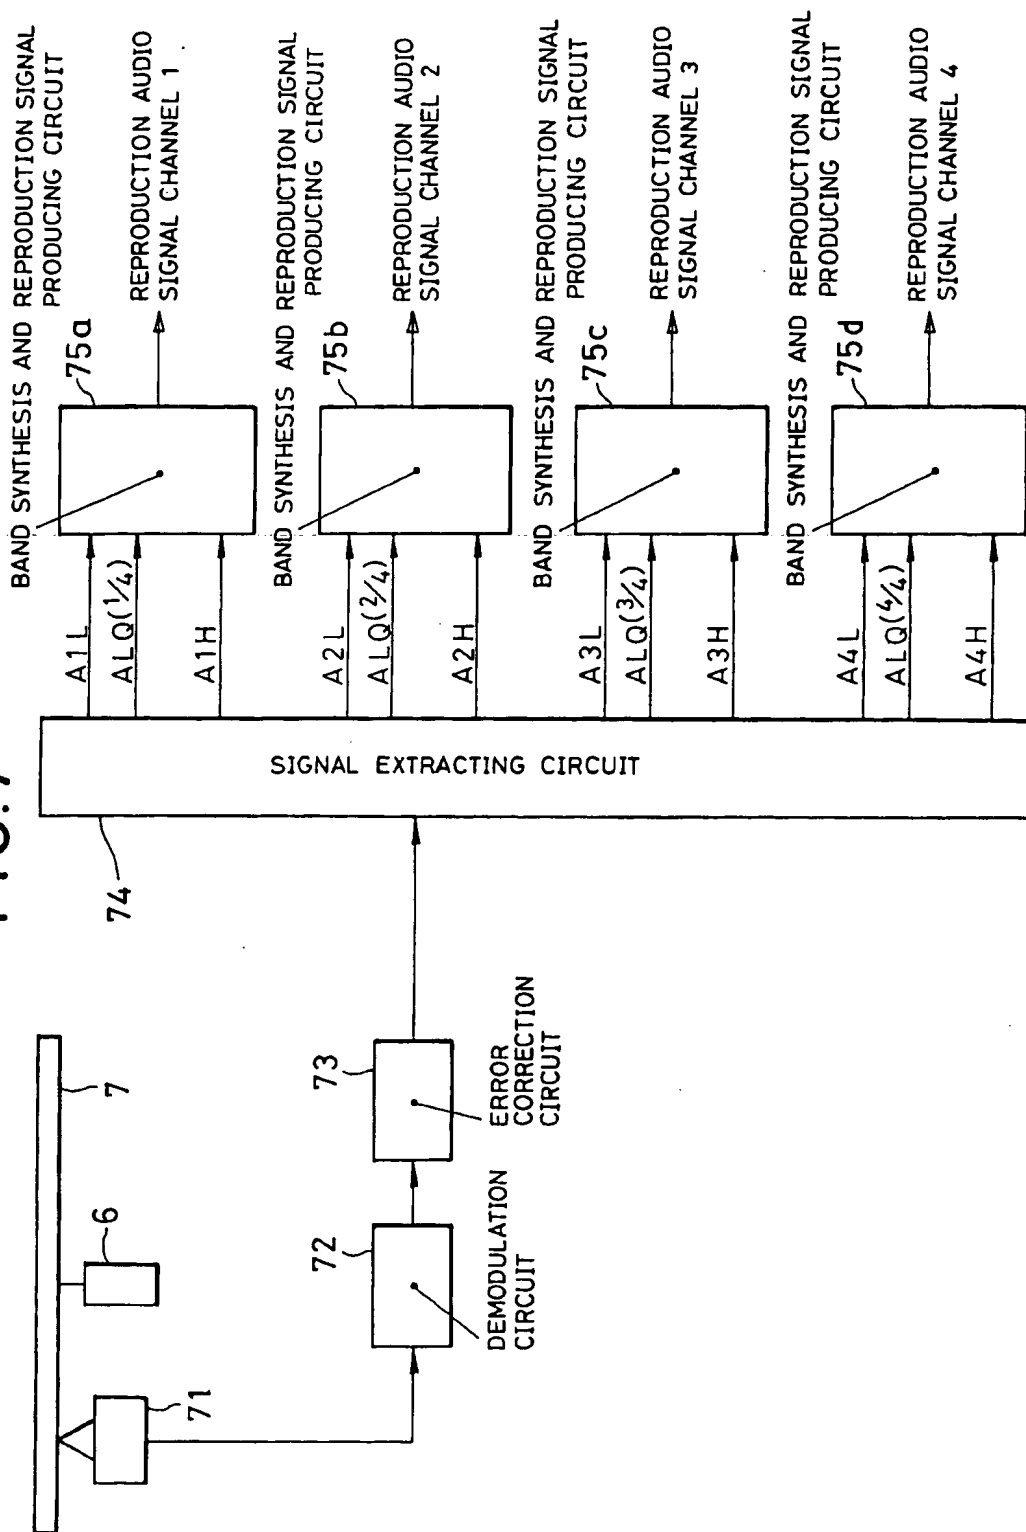 FIG. 7
7
6
71
72
DEMODULATION
CIRCUIT
73
ERROR
CORRECTION
CIRCUIT
74
SIGNAL EXTRACTING CIRCUIT
A1L
ALQ(1/4)
A1H
BAND SYNTHESIS AND REPRODUCTION SIGNAL
PRODUCING CIRCUIT
75a
REPRODUCTION AUDIO
SIGNAL CHANNEL 1
A2L
ALQ(2/4)
A2H
BAND SYNTHESIS AND REPRODUCTION SIGNAL
PRODUCING CIRCUIT
75b
REPRODUCTION AUDIO
SIGNAL CHANNEL 2
A3L
ALQ(3/4)
A3H
BAND SYNTHESIS AND REPRODUCTION SIGNAL
PRODUCING CIRCUIT
75c
REPRODUCTION AUDIO
SIGNAL CHANNEL 3
A4L
ALQ(4/4)
A4H
BAND SYNTHESIS AND REPRODUCTION SIGNAL
PRODUCING CIRCUIT
75d
REPRODUCTION AUDIO
SIGNAL CHANNEL 4